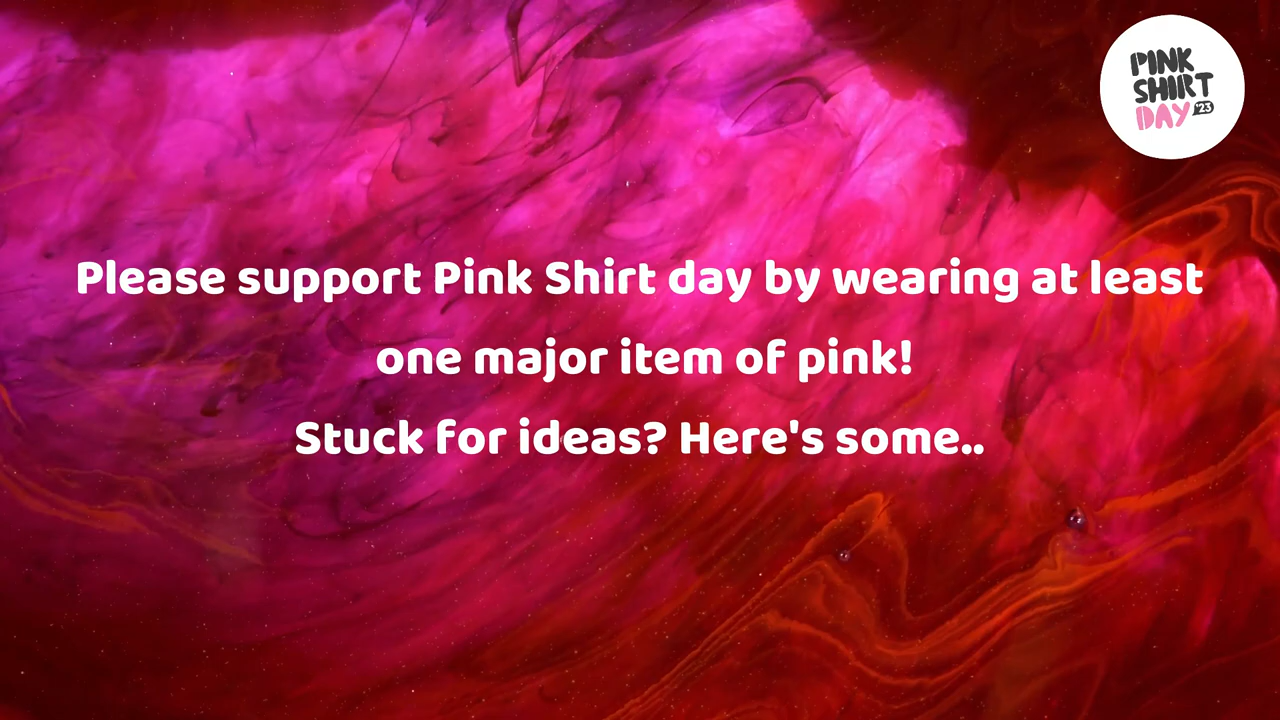 PINK
SHIRT
DAY '23
Please support Pink Shirt day by wearing at least
one major item of pink!
Stuck for ideas? Here's some..